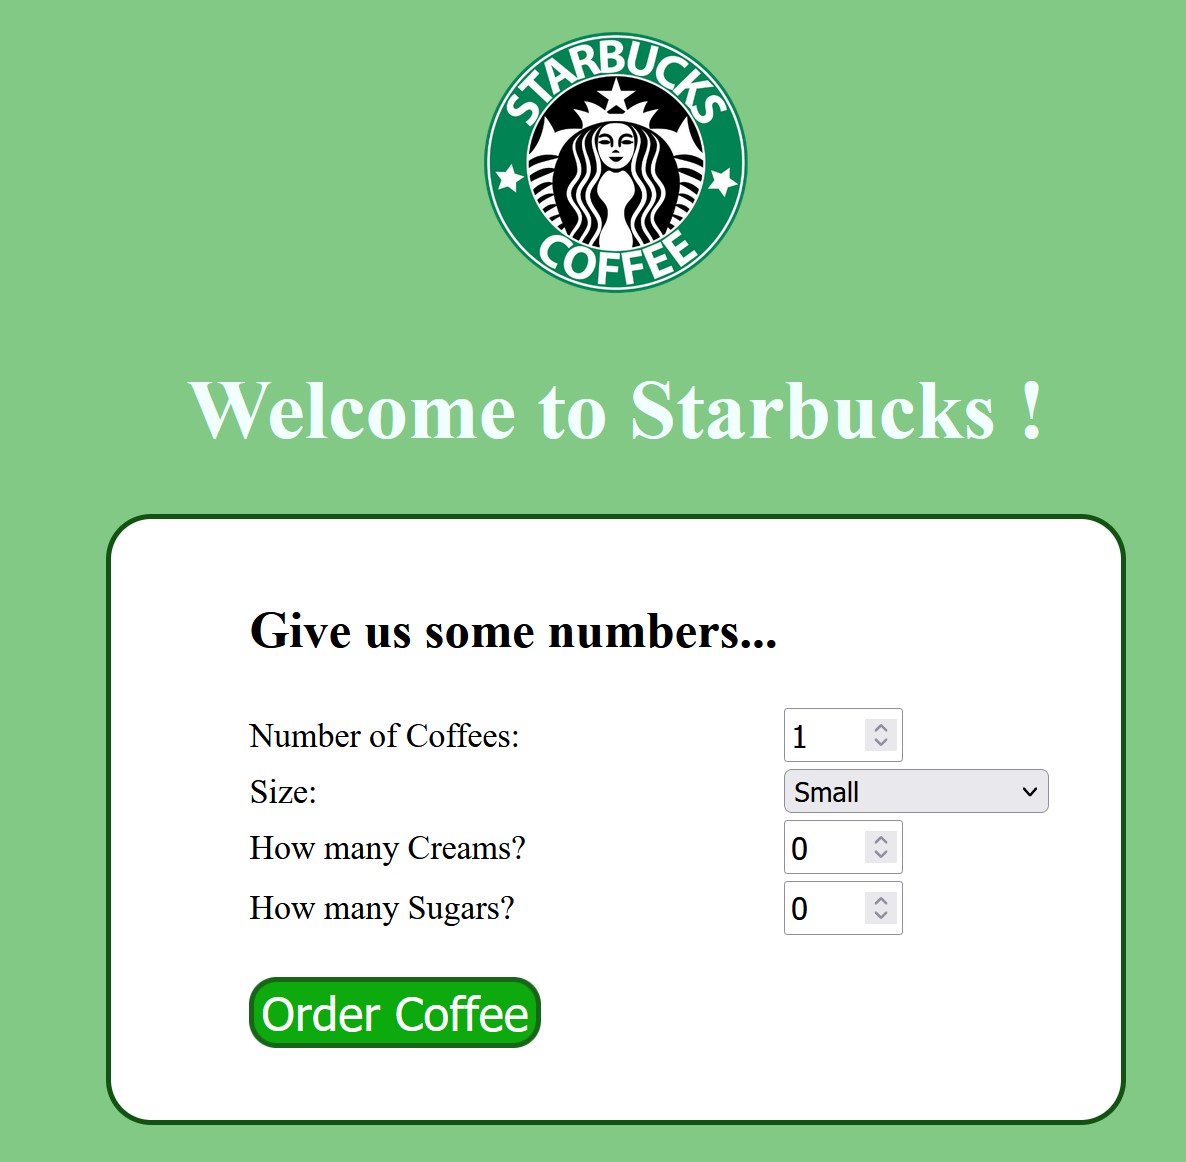 STARBUCKS
COFFEE
Welcome to Starbucks !
Give us some numbers...
Number of Coffees: 1
Size: Small
How many Creams? 0
How many Sugars? 0
Order Coffee